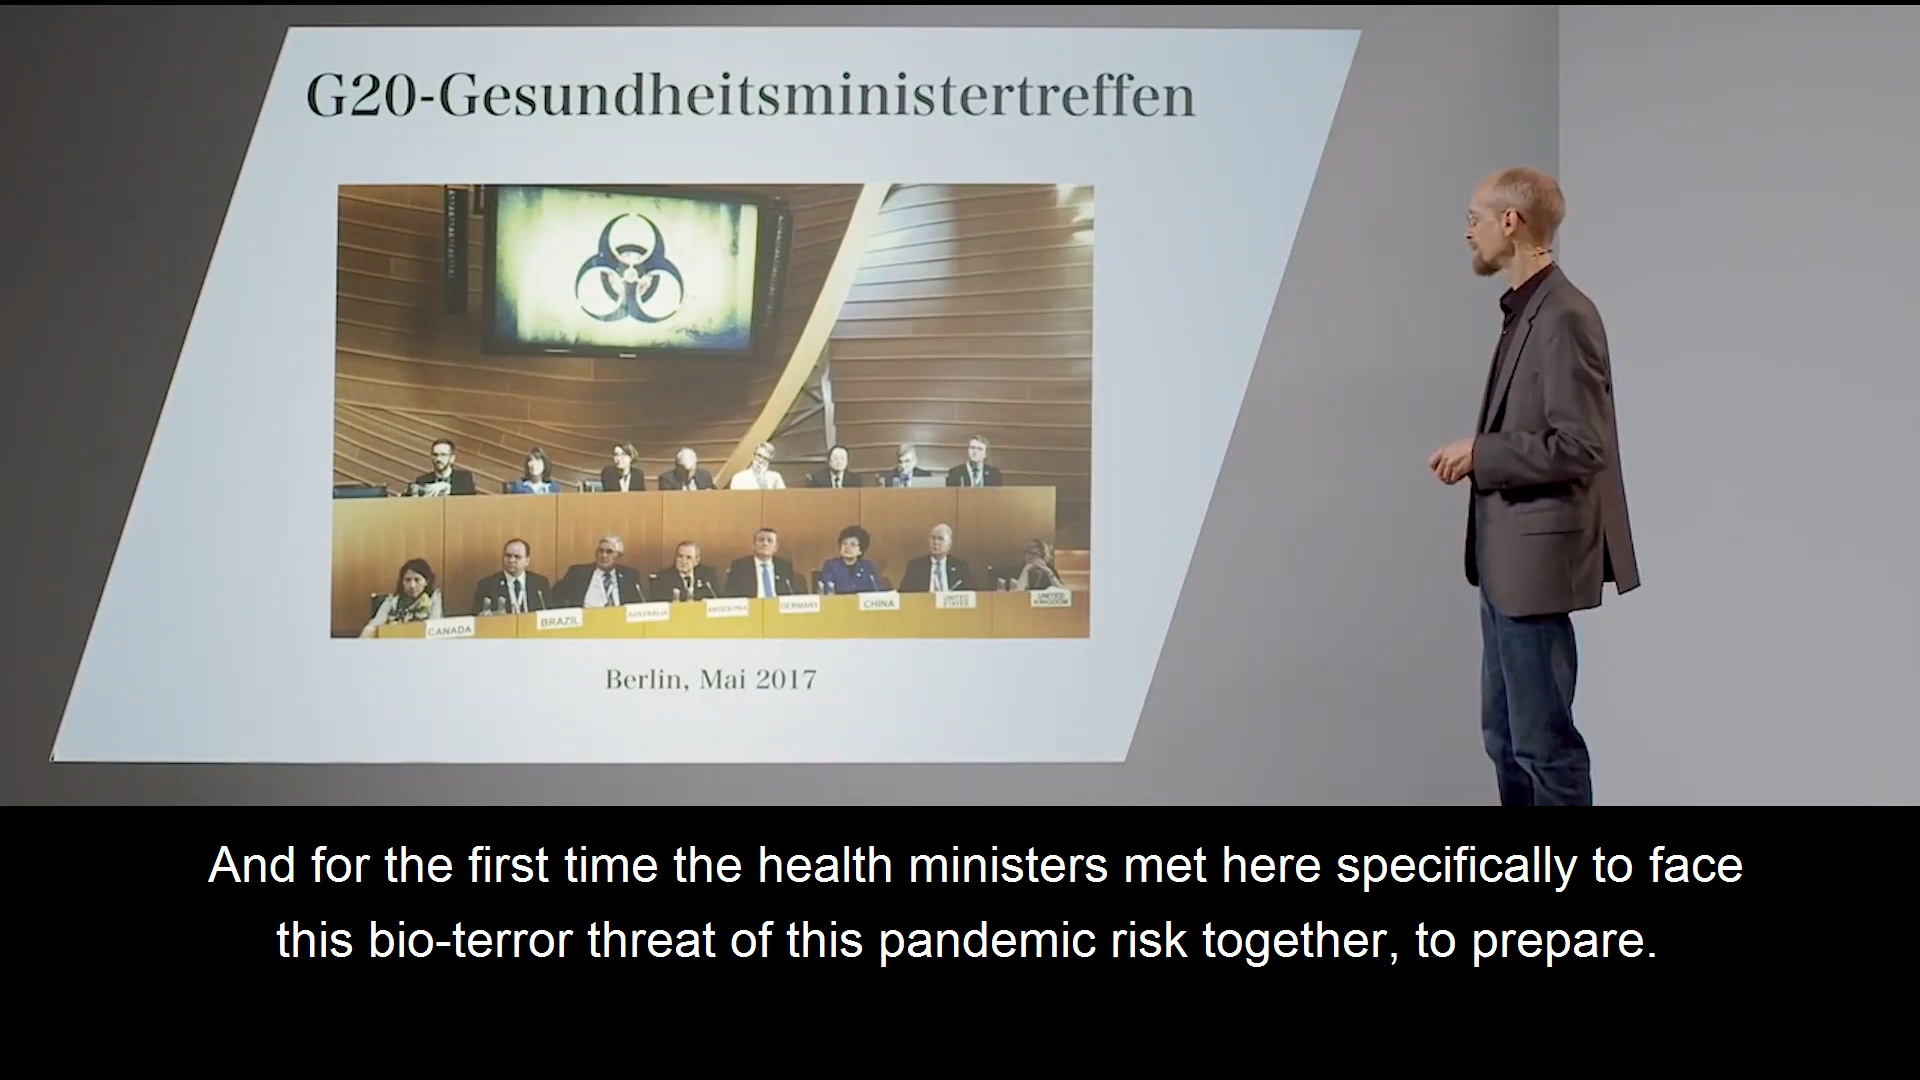 G20-Gesundheitsministertreffen
CANADA
BRAZIL
AUSTRALIA
ARGENTINA
GERMANY
CHINA
UNITED
STATES
UNITED
KINGDOM
Berlin, Mai 2017
And for the first time the health ministers met here specifically to face
this bio-terror threat of this pandemic risk together, to prepare.